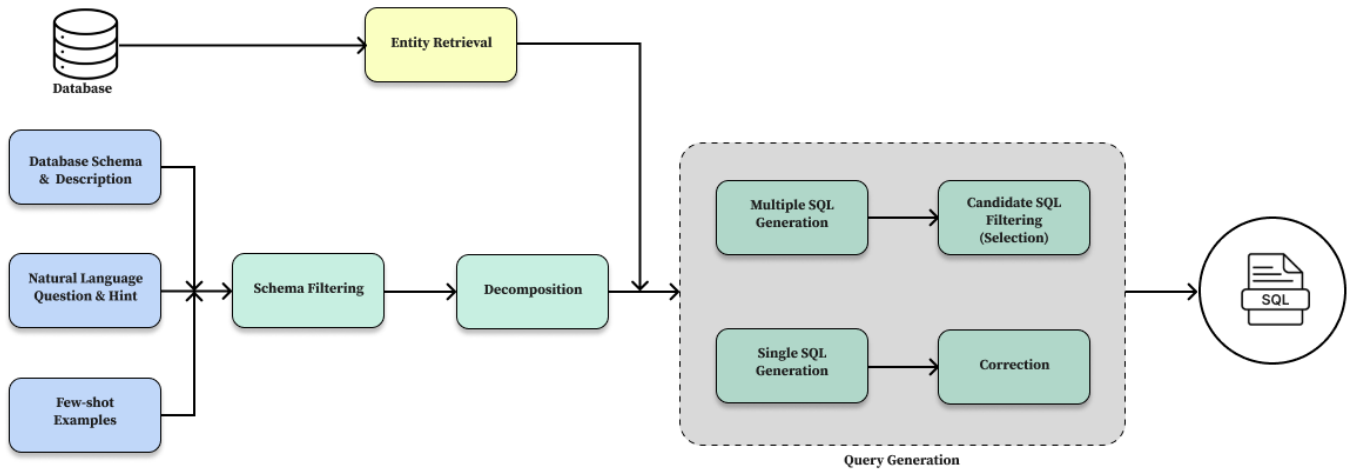 Database
Entity Retrieval
Database Schema
& Description
Natural Language
Question & Hint
Few-shot
Examples
Schema Filtering
Decomposition
Multiple SQL
Generation
Candidate SQL
Filtering
(Selection)
Single SQL
Generation
Correction
Query Generation
SQL